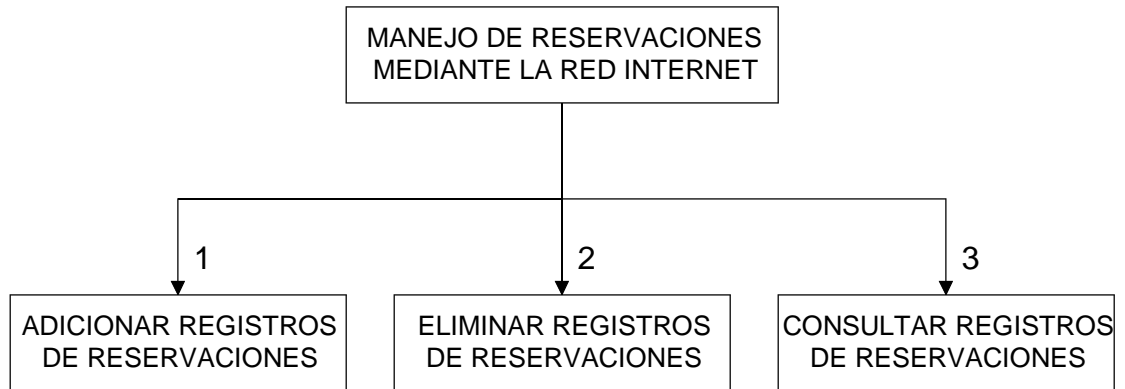 MANEJO DE RESERVACIONES
MEDIANTE LA RED INTERNET
1
2
3
ADICIONAR REGISTROS
DE RESERVACIONES
ELIMINAR REGISTROS
DE RESERVACIONES
CONSULTAR REGISTROS
DE RESERVACIONES